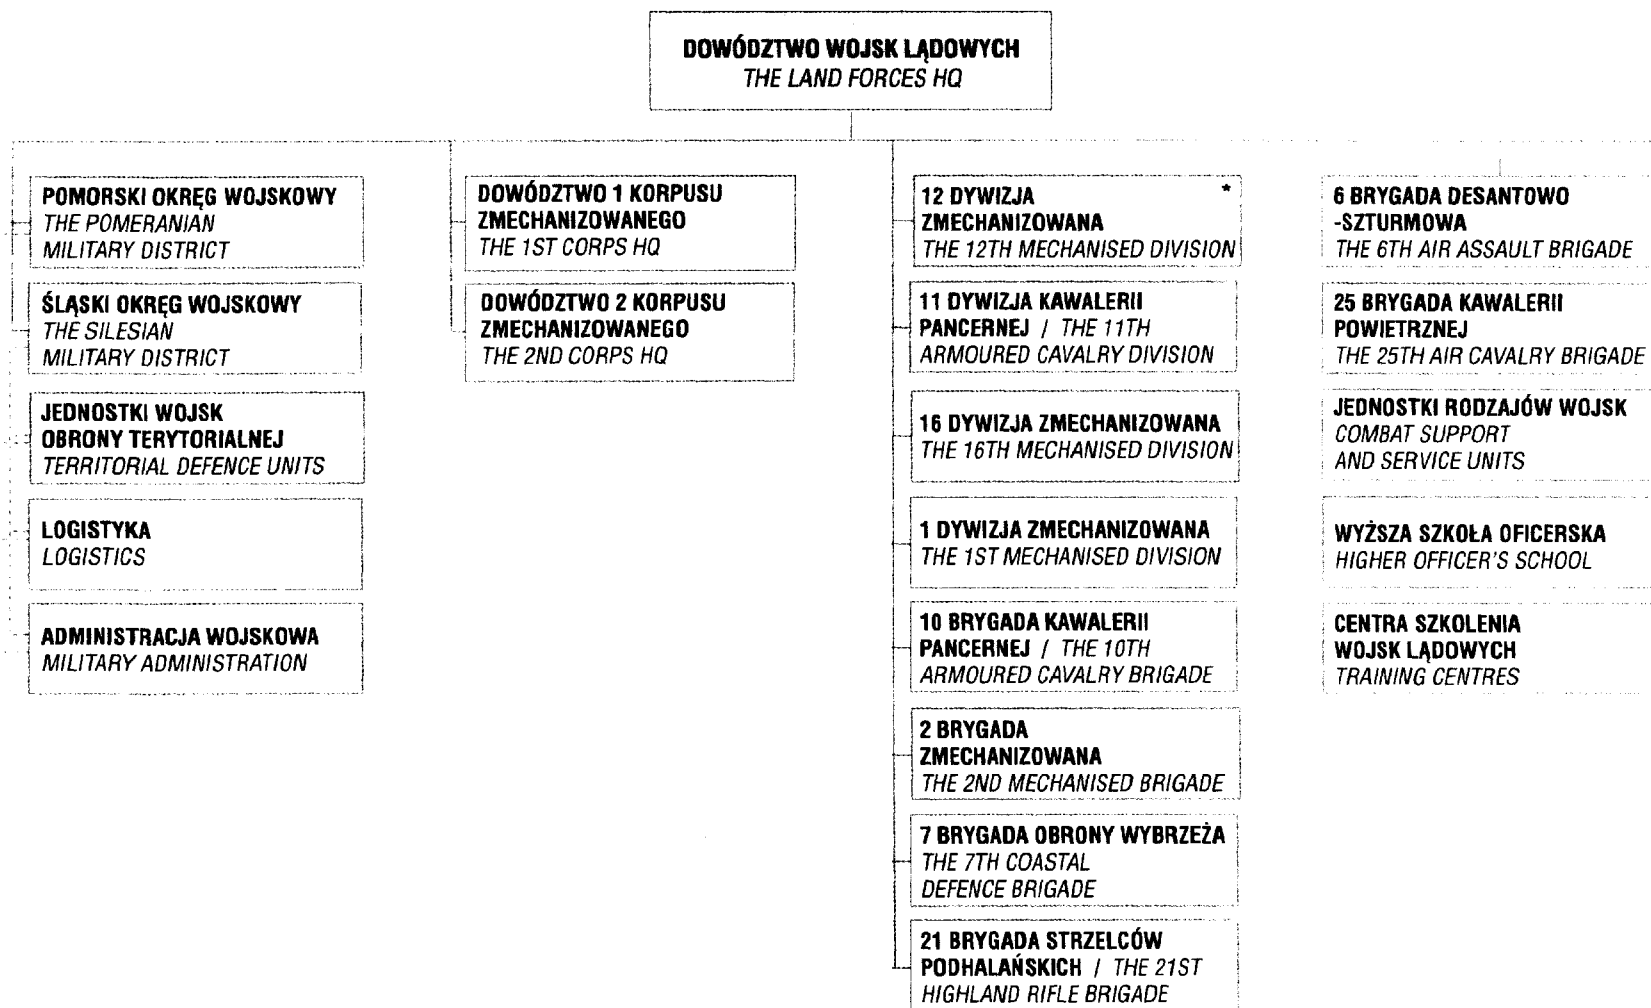 DOWÓDZTWO WOJSK LĄDOWYCH
THE LAND FORCES HQ
POMORSKI OKRĘG WOJSKOWY
THE POMERANIAN
MILITARY DISTRICT
ŚLĄSKI OKRĘG WOJSKOWY
THE SILESIAN
MILITARY DISTRICT
JEDNOSTKI WOJSK
OBRONY TERYTORIALNEJ
TERRITORIAL DEFENCE UNITS
LOGISTYKA
LOGISTICS
ADMINISTRACJA WOJSKOWA
MILITARY ADMINISTRATION
DOWÓDZTWO 1 KORPUSU
ZMECHANIZOWANEGO
THE 1ST CORPS HQ
DOWÓDZTWO 2 KORPUSU
ZMECHANIZOWANEGO
THE 2ND CORPS HQ
12 DYWIZJA *
ZMECHANIZOWANA
THE 12TH MECHANISED DIVISION
11 DYWIZJA KAWALERII
PANCERNEJ / THE 11TH
ARMOURED CAVALRY DIVISION
16 DYWIZJA ZMECHANIZOWANA
THE 16TH MECHANISED DIVISION
1 DYWIZJA ZMECHANIZOWANA
THE 1ST MECHANISED DIVISION
10 BRYGADA KAWALERII
PANCERNEJ / THE 10TH
ARMOURED CAVALRY BRIGADE
2 BRYGADA
ZMECHANIZOWANA
THE 2ND MECHANISED BRIGADE
7 BRYGADA OBRONY WYBRZEŻA
THE 7TH COASTAL
DEFENCE BRIGADE
21 BRYGADA STRZELCÓW
PODHALAŃSKICH / THE 21ST
HIGHLAND RIFLE BRIGADE
6 BRYGADA DESANTOWO
-SZTURMOWA
THE 6TH AIR ASSAULT BRIGADE
25 BRYGADA KAWALERII
POWIETRZNEJ
THE 25TH AIR CAVALRY BRIGADE
JEDNOSTKI RODZAJÓW WOJSK
COMBAT SUPPORT
AND SERVICE UNITS
WYŻSZA SZKOŁA OFICERSKA
HIGHER OFFICER'S SCHOOL
CENTRA SZKOLENIA
WOJSK LĄDOWYCH
TRAINING CENTRES